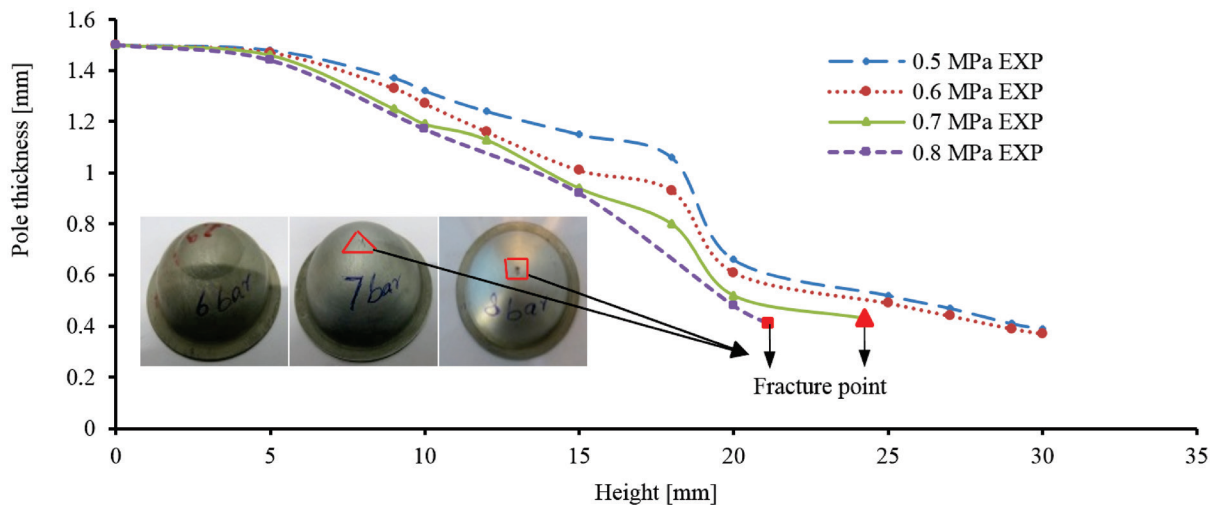 1.6
1.4
1.2
1
0.8
0.6
0.4
0.2
0
Pole thickness [mm]
0.5 MPa EXP
0.6 MPa EXP
0.7 MPa EXP
0.8 MPa EXP
6 bar
7 bar
8 bar
Fracture point
0 5 10 15 20 25 30 35
Height [mm]